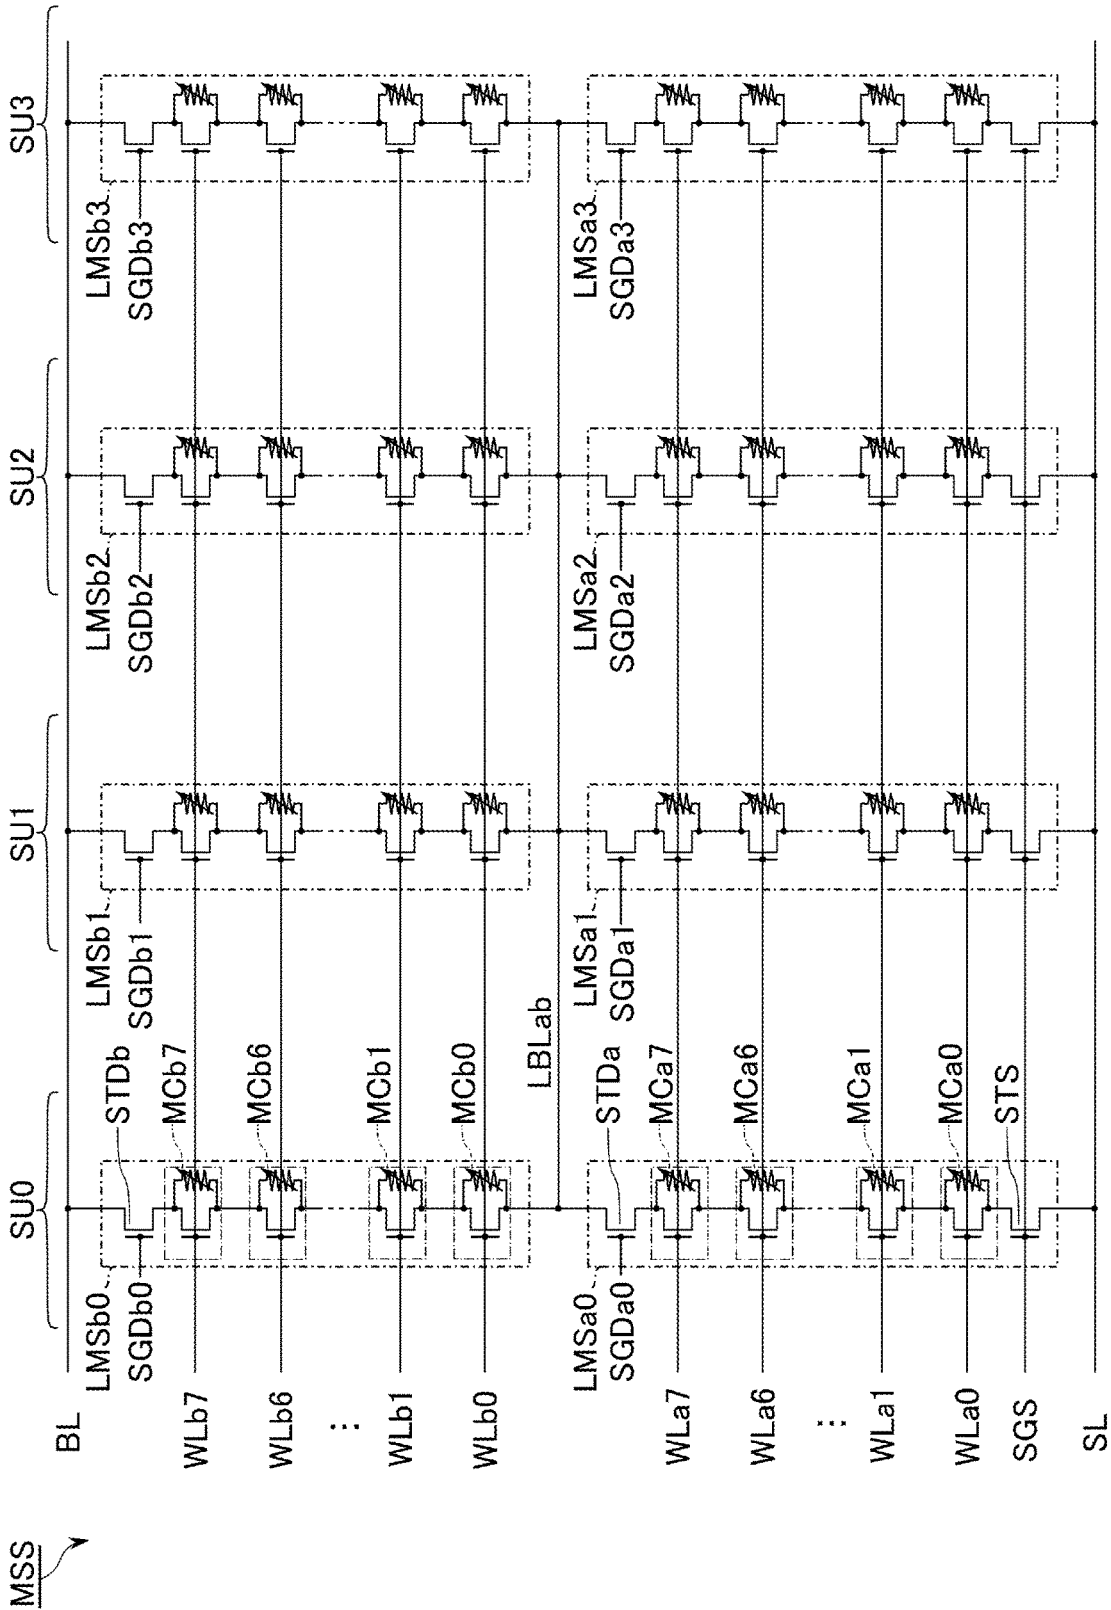 MSS
SU0
SU1
SU2
SU3
BL
LMSb0
LMSb1
LMSb2
LMSb3
SGDb0
STDb
SGDb1
SGDb2
SGDb3
WLb7
MCb7
WLb6
MCb6
...
WLb1
MCb1
WLb0
MCb0
LBLab
LMSa0
LMSa1
LMSa2
LMSa3
SGDa0
STDa
SGDa1
SGDa2
SGDa3
WLa7
MCa7
WLa6
MCa6
...
WLa1
MCa1
WLa0
MCa0
SGS
STS
SL